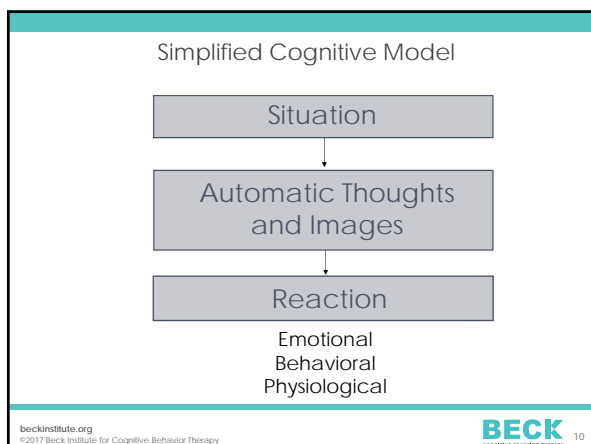 Simplified Cognitive Model
Situation
Automatic Thoughts
and Images
Reaction
Emotional
Behavioral
Physiological
beckinstitute.org
©2017 Beck Institute for Cognitive Behavior Therapy
BECK
10